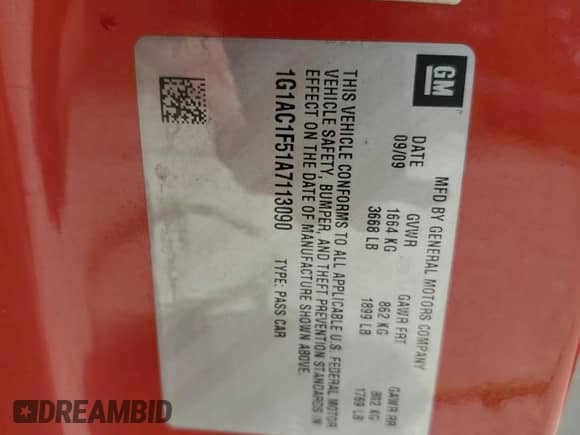 GM
MFD BY GENERAL MOTORS COMPANY
DATE GVWR GAWR FRT GAWR RR
09/09 1664 KG 862 KG 802 KG
3668 LB 1899 LB 1769 LB
THIS VEHICLE CONFORMS TO ALL APPLICABLE U.S. FEDERAL MOTOR
VEHICLE SAFETY, BUMPER, AND THEFT PREVENTION STANDARDS IN
EFFECT ON THE DATE OF MANUFACTURE SHOWN ABOVE.
1G1AC1F51A7113090 TYPE: PASS CAR
DREAMBID